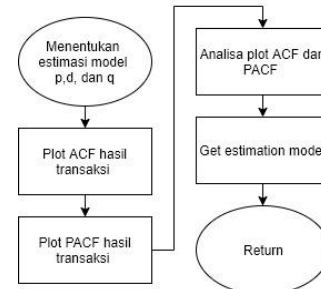 Menentukan
estimasi model
p,d, dan q
Plot ACF hasil
transaksi
Plot PACF hasil
transaksi
Analisa plot ACF dan
PACF
Get estimation model
Return